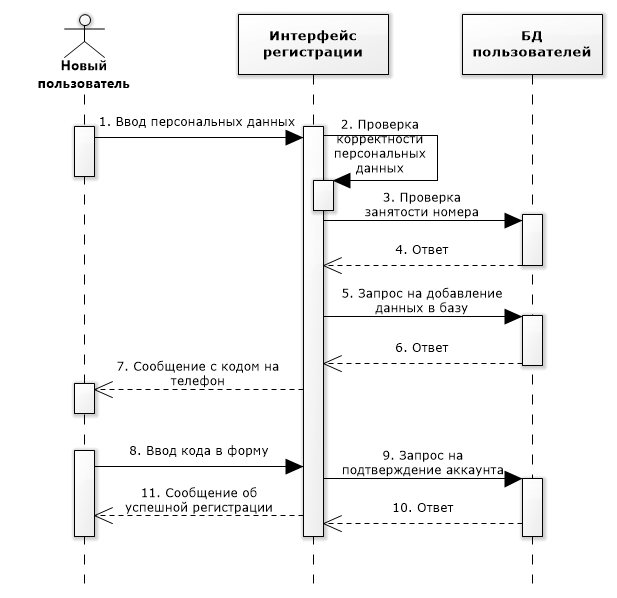 Новый
пользователь
Интерфейс
регистрации
БД
пользователей
1. Ввод персональных данных
2. Проверка
корректности
персональных
данных
3. Проверка
занятости номера
4. Ответ
5. Запрос на добавление
данных в базу
6. Ответ
7. Сообщение с кодом на
телефон
8. Ввод кода в форму
9. Запрос на
подтверждение аккаунта
10. Ответ
11. Сообщение об
успешной регистрации